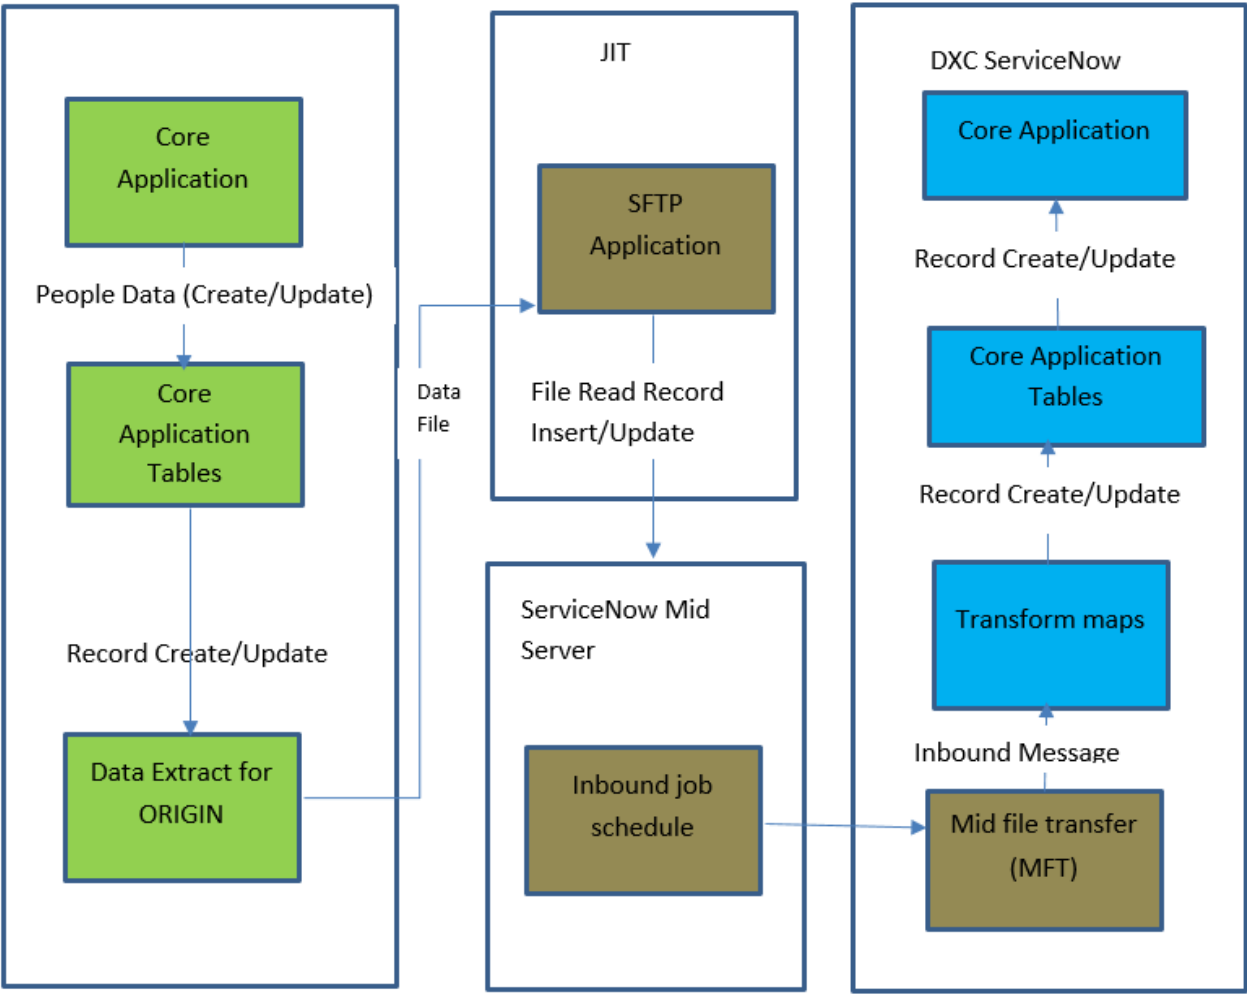 Core
Application
People Data (Create/Update)
Core
Application
Tables
Record Create/Update
Data Extract for
ORIGIN
Data
File
JIT
SFTP
Application
File Read Record
Insert/Update
ServiceNow Mid
Server
Inbound job
schedule
DXC ServiceNow
Core Application
Record Create/Update
Core Application
Tables
Record Create/Update
Transform maps
Inbound Message
Mid file transfer
(MFT)